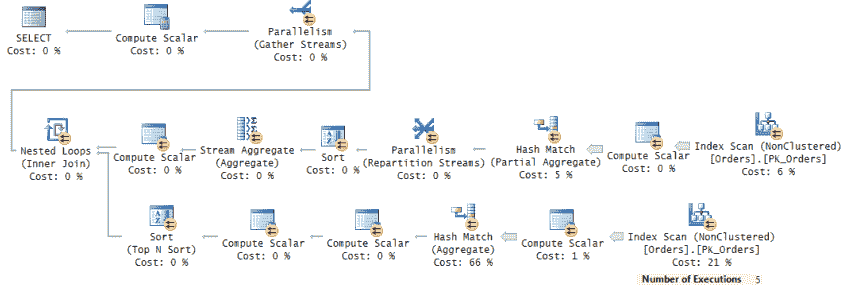 SELECT
Cost: 0 %
Compute Scalar
Cost: 0 %
Parallelism
(Gather Streams)
Cost: 0 %
Nested Loops
(Inner Join)
Cost: 0 %
Compute Scalar
Cost: 0 %
Stream Aggregate
(Aggregate)
Cost: 0 %
Sort
Cost: 0 %
Parallelism
(Repartition Streams)
Cost: 0 %
Hash Match
(Partial Aggregate)
Cost: 5 %
Compute Scalar
Cost: 0 %
Index Scan (NonClustered)
[Orders].[PK_Orders]
Cost: 6 %
Sort
(Top N Sort)
Cost: 0 %
Compute Scalar
Cost: 0 %
Compute Scalar
Cost: 0 %
Hash Match
(Aggregate)
Cost: 66 %
Compute Scalar
Cost: 1 %
Index Scan (NonClustered)
[Orders].[PK_Orders]
Cost: 21 %
Number of Executions 5